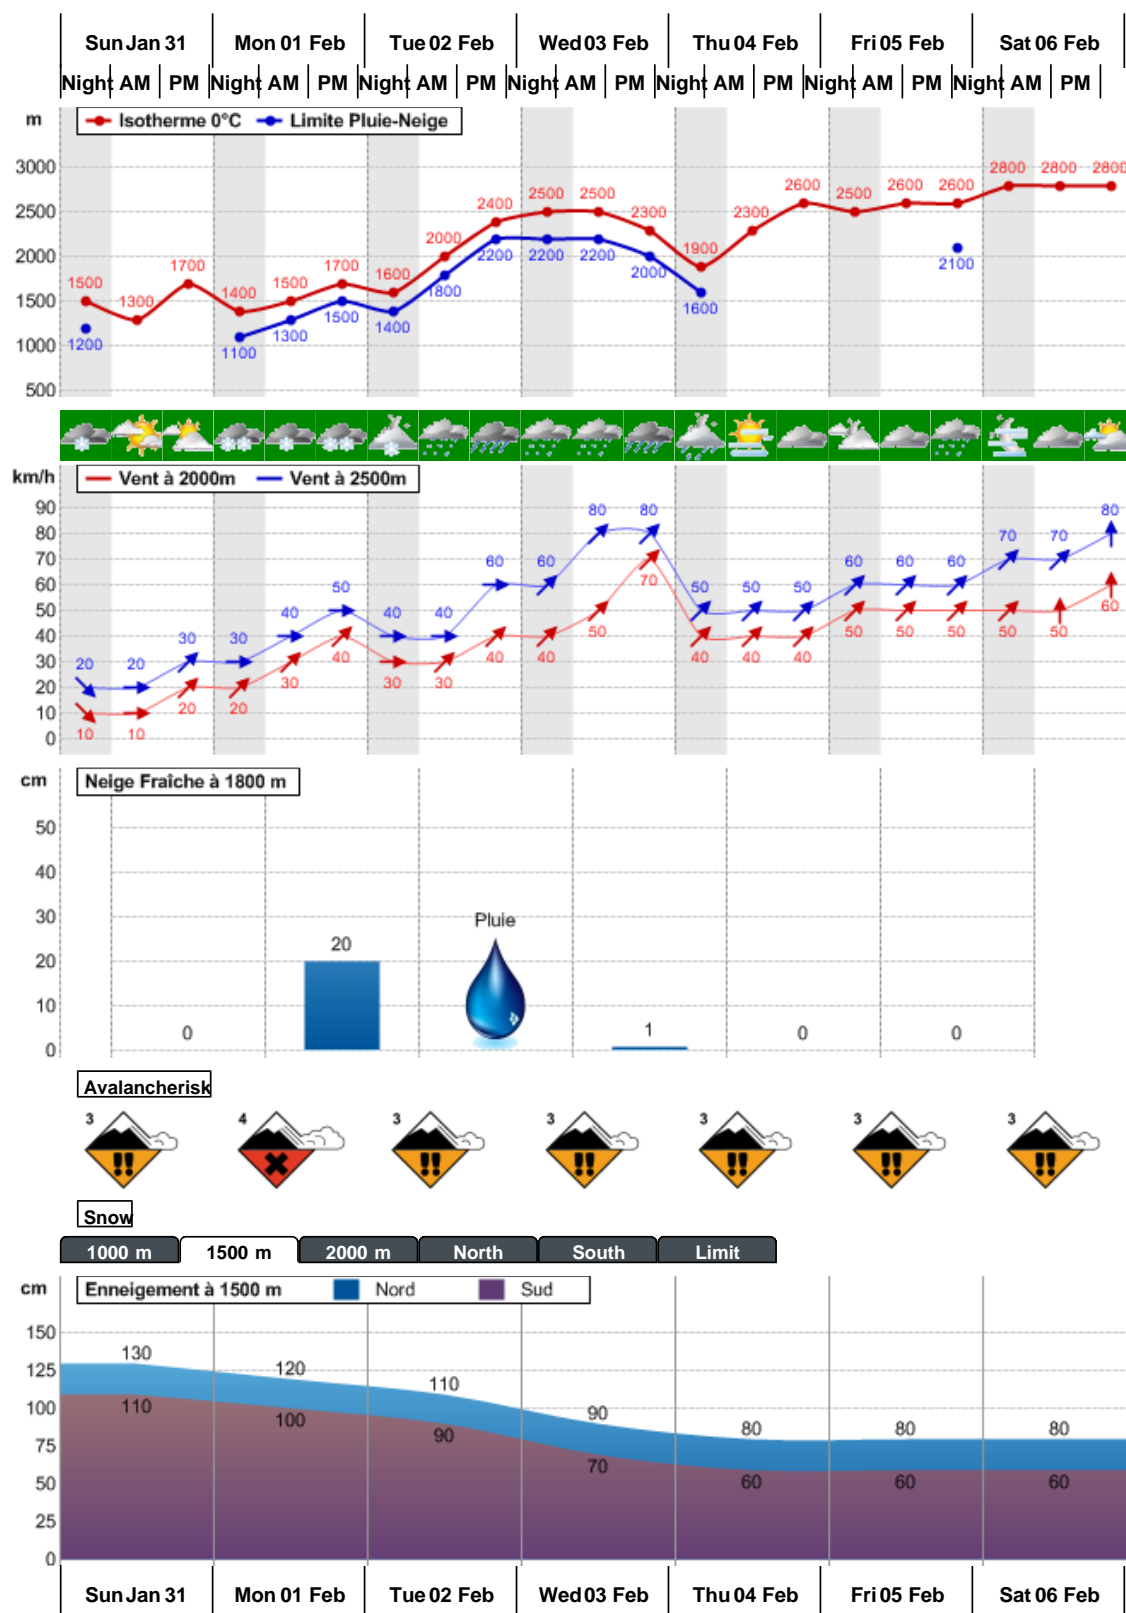 Sun Jan 31 Mon 01 Feb Tue 02 Feb Wed 03 Feb Thu 04 Feb Fri 05 Feb Sat 06 Feb
Night AM PM Night AM PM Night AM PM Night AM PM Night AM PM Night AM PM Night AM PM
m Isotherme 0°C Limite Pluie-Neige
3000
2500
2000
1500
1000
500
1500 1300 1700 1400 1500 1700 1600 2000 2400 2500 2500 2300 1900 2300 2600 2500 2600 2600 2800 2800 2800
1200 1100 1300 1500 1400 1800 2200 2200 2200 2000 1600 2100
km/h Vent à 2000m Vent à 2500m
90
80
70
60
50
40
30
20
10
0
20 20 30 30 40 50 40 40 60 60 80 80 50 50 50 60 60 60 70 70 80
10 10 20 20 30 40 30 30 40 40 50 70 40 40 40 50 50 50 50 50 60
cm Neige Fraîche à 1800 m
50
40
30
20
10
0
Pluie
0 20 1 0 0
Avalancherisk
3 4 3 3 3 3 3
Snow
1000 m 1500 m 2000 m North South Limit
cm Enneigement à 1500 m Nord Sud
150
125
100
75
50
25
0
130 120 110 90 80 80 80
110 100 90 70 60 60 60
Sun Jan 31 Mon 01 Feb Tue 02 Feb Wed 03 Feb Thu 04 Feb Fri 05 Feb Sat 06 Feb